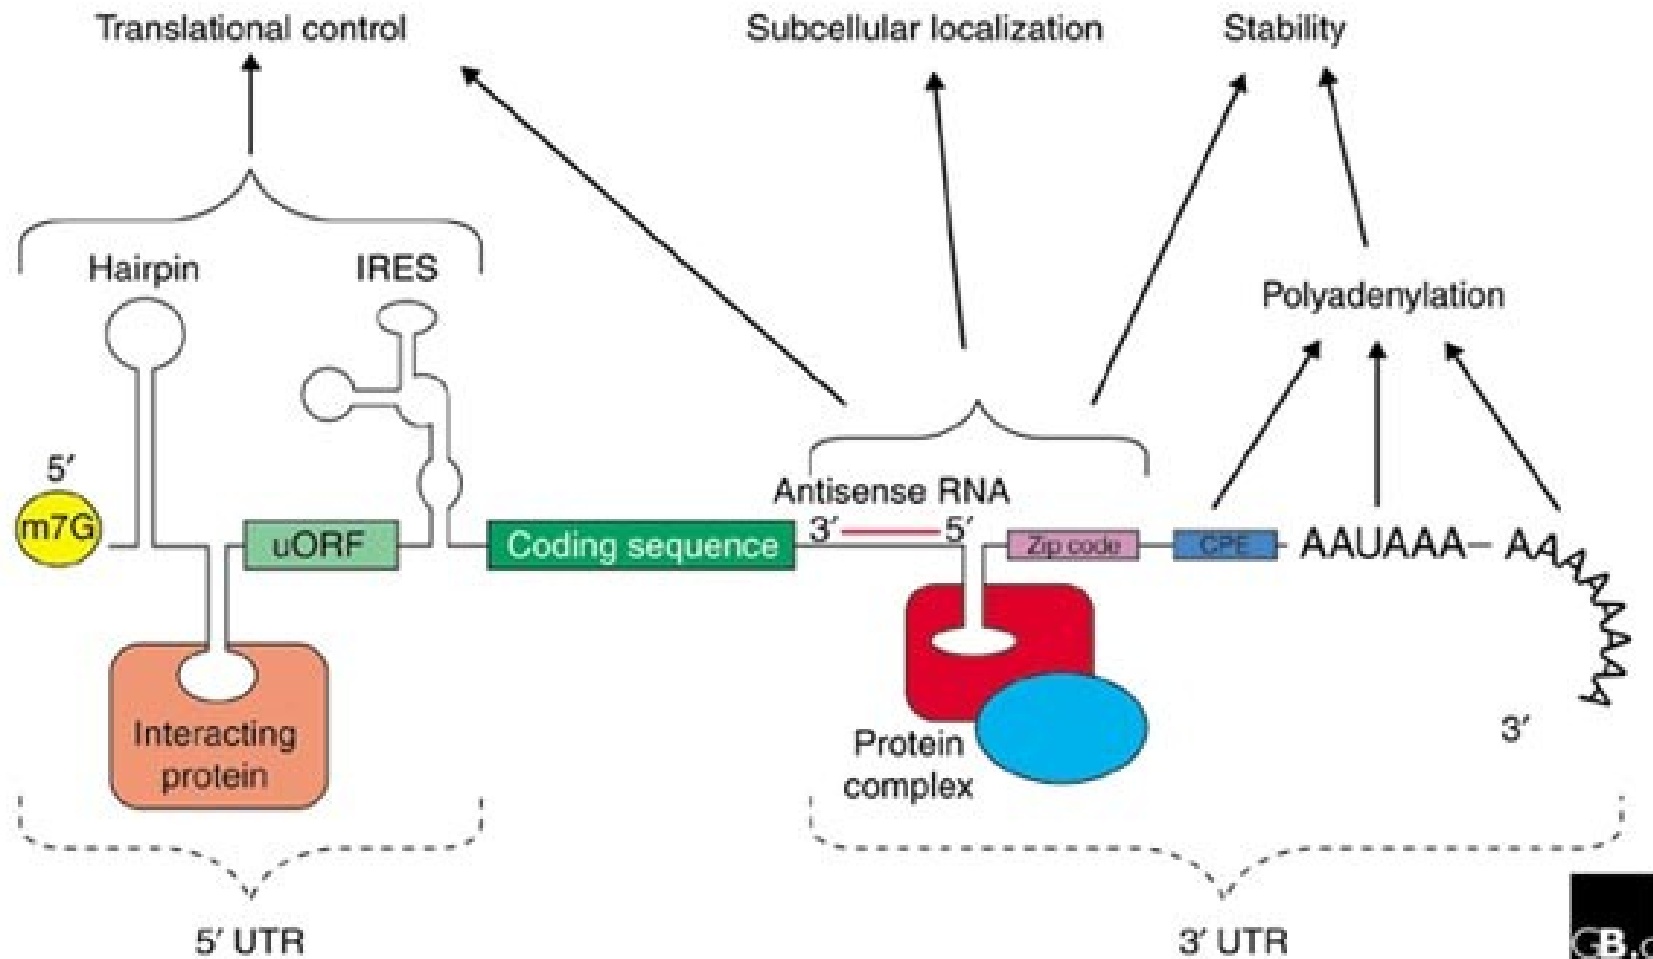 Translational control
Subcellular localization
Stability
Hairpin
IRES
Polyadenylation
5′
m7G
uORF
Coding sequence
Antisense RNA
3′
5′
Zip code
CPE
AAUAAA– AAAAAAAAA
Interacting
protein
Protein
complex
3′
5′ UTR
3′ UTR